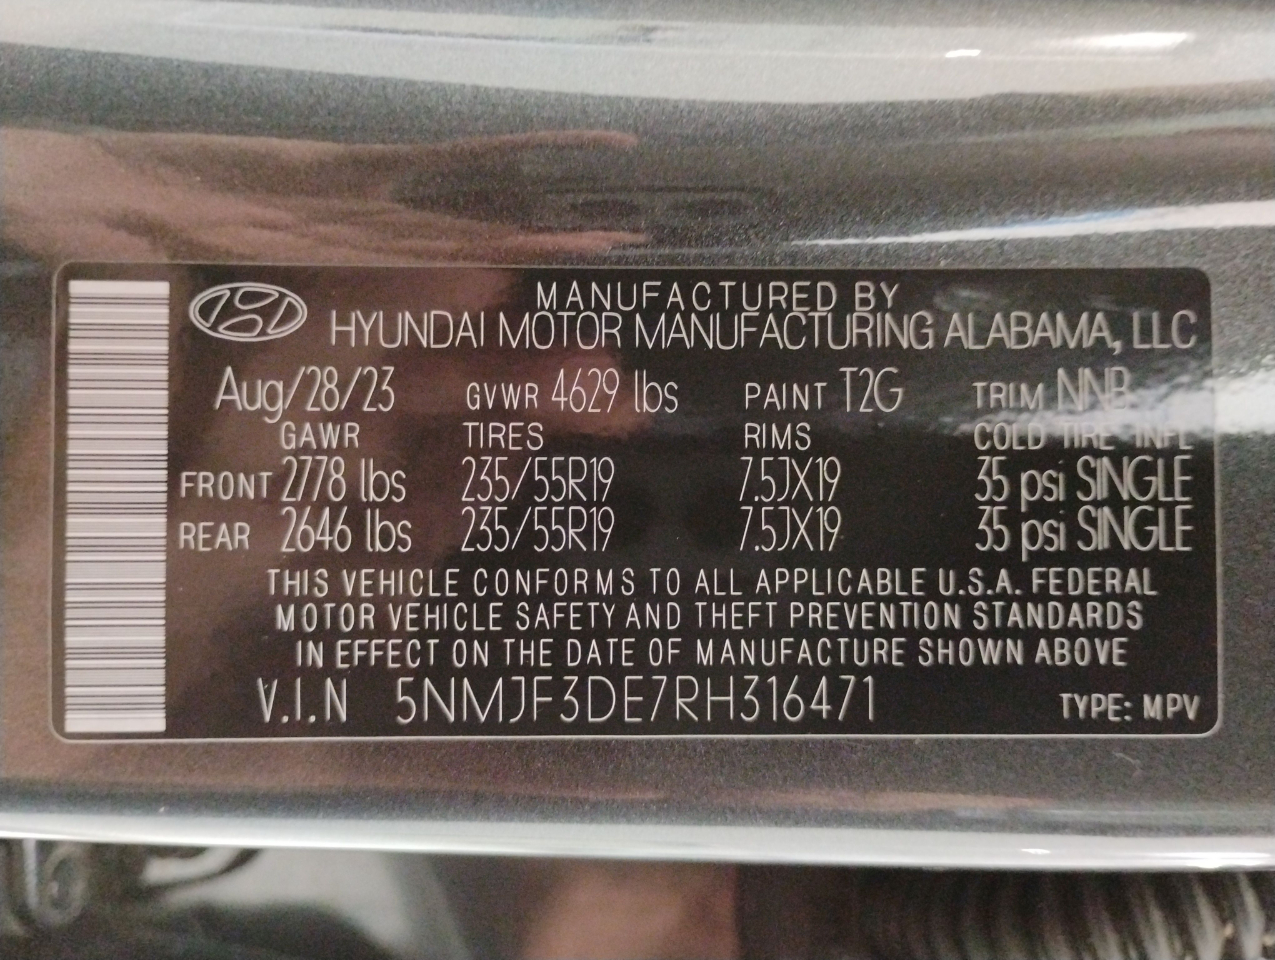 MANUFACTURED BY
HYUNDAI MOTOR MANUFACTURING ALABAMA, LLC
Aug/28/23 GVWR 4629 lbs PAINT T2G TRIM NNB
GAWR TIRES RIMS COLD TIRE INFL
FRONT 2778 lbs 235/55R19 7.5JX19 35 psi SINGLE
REAR 2646 lbs 235/55R19 7.5JX19 35 psi SINGLE
THIS VEHICLE CONFORMS TO ALL APPLICABLE U.S.A. FEDERAL
MOTOR VEHICLE SAFETY AND THEFT PREVENTION STANDARDS
IN EFFECT ON THE DATE OF MANUFACTURE SHOWN ABOVE
V.I.N 5NMJF3DE7RH316471 TYPE: MPV